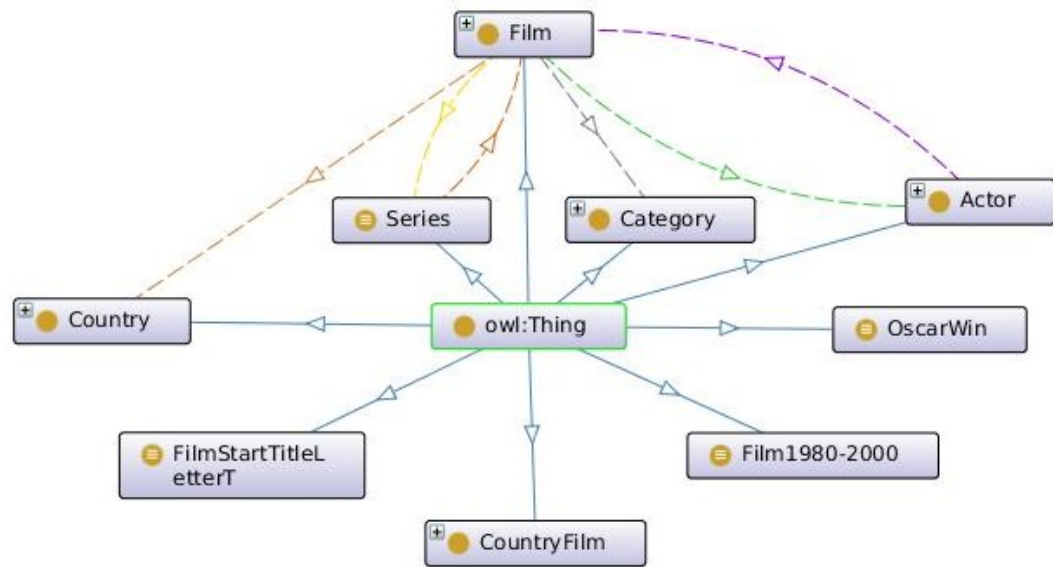 Film
Series
Category
Actor
Country
owl:Thing
OscarWin
FilmStartTitleL
etterT
Film1980-2000
CountryFilm